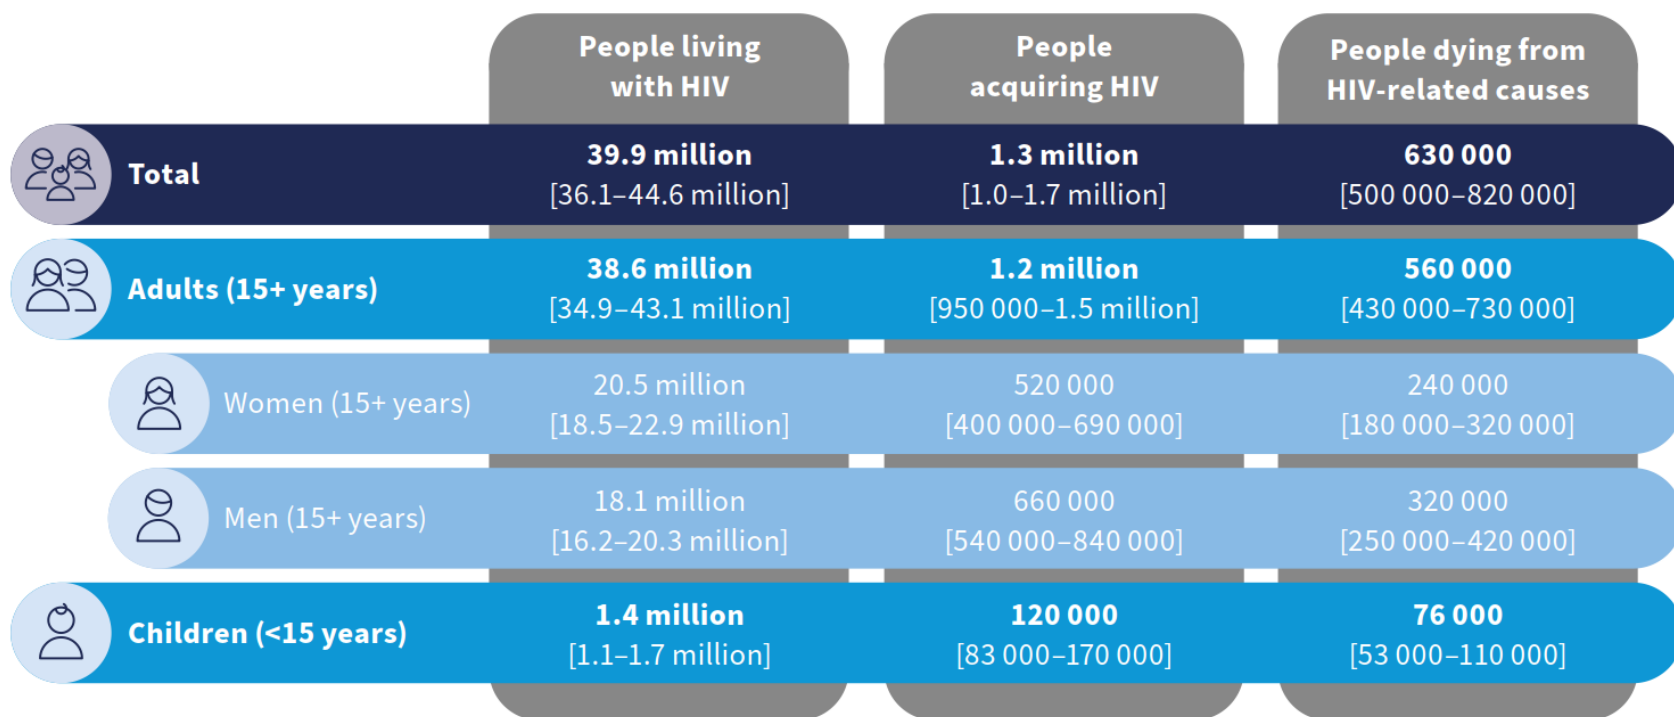 People living
with HIV
People
acquiring HIV
People dying from
HIV-related causes
Total
39.9 million
[36.1–44.6 million]
1.3 million
[1.0–1.7 million]
630 000
[500 000–820 000]
Adults (15+ years)
38.6 million
[34.9–43.1 million]
1.2 million
[950 000–1.5 million]
560 000
[430 000–730 000]
Women (15+ years)
20.5 million
[18.5–22.9 million]
520 000
[400 000–690 000]
240 000
[180 000–320 000]
Men (15+ years)
18.1 million
[16.2–20.3 million]
660 000
[540 000–840 000]
320 000
[250 000–420 000]
Children (<15 years)
1.4 million
[1.1–1.7 million]
120 000
[83 000–170 000]
76 000
[53 000–110 000]